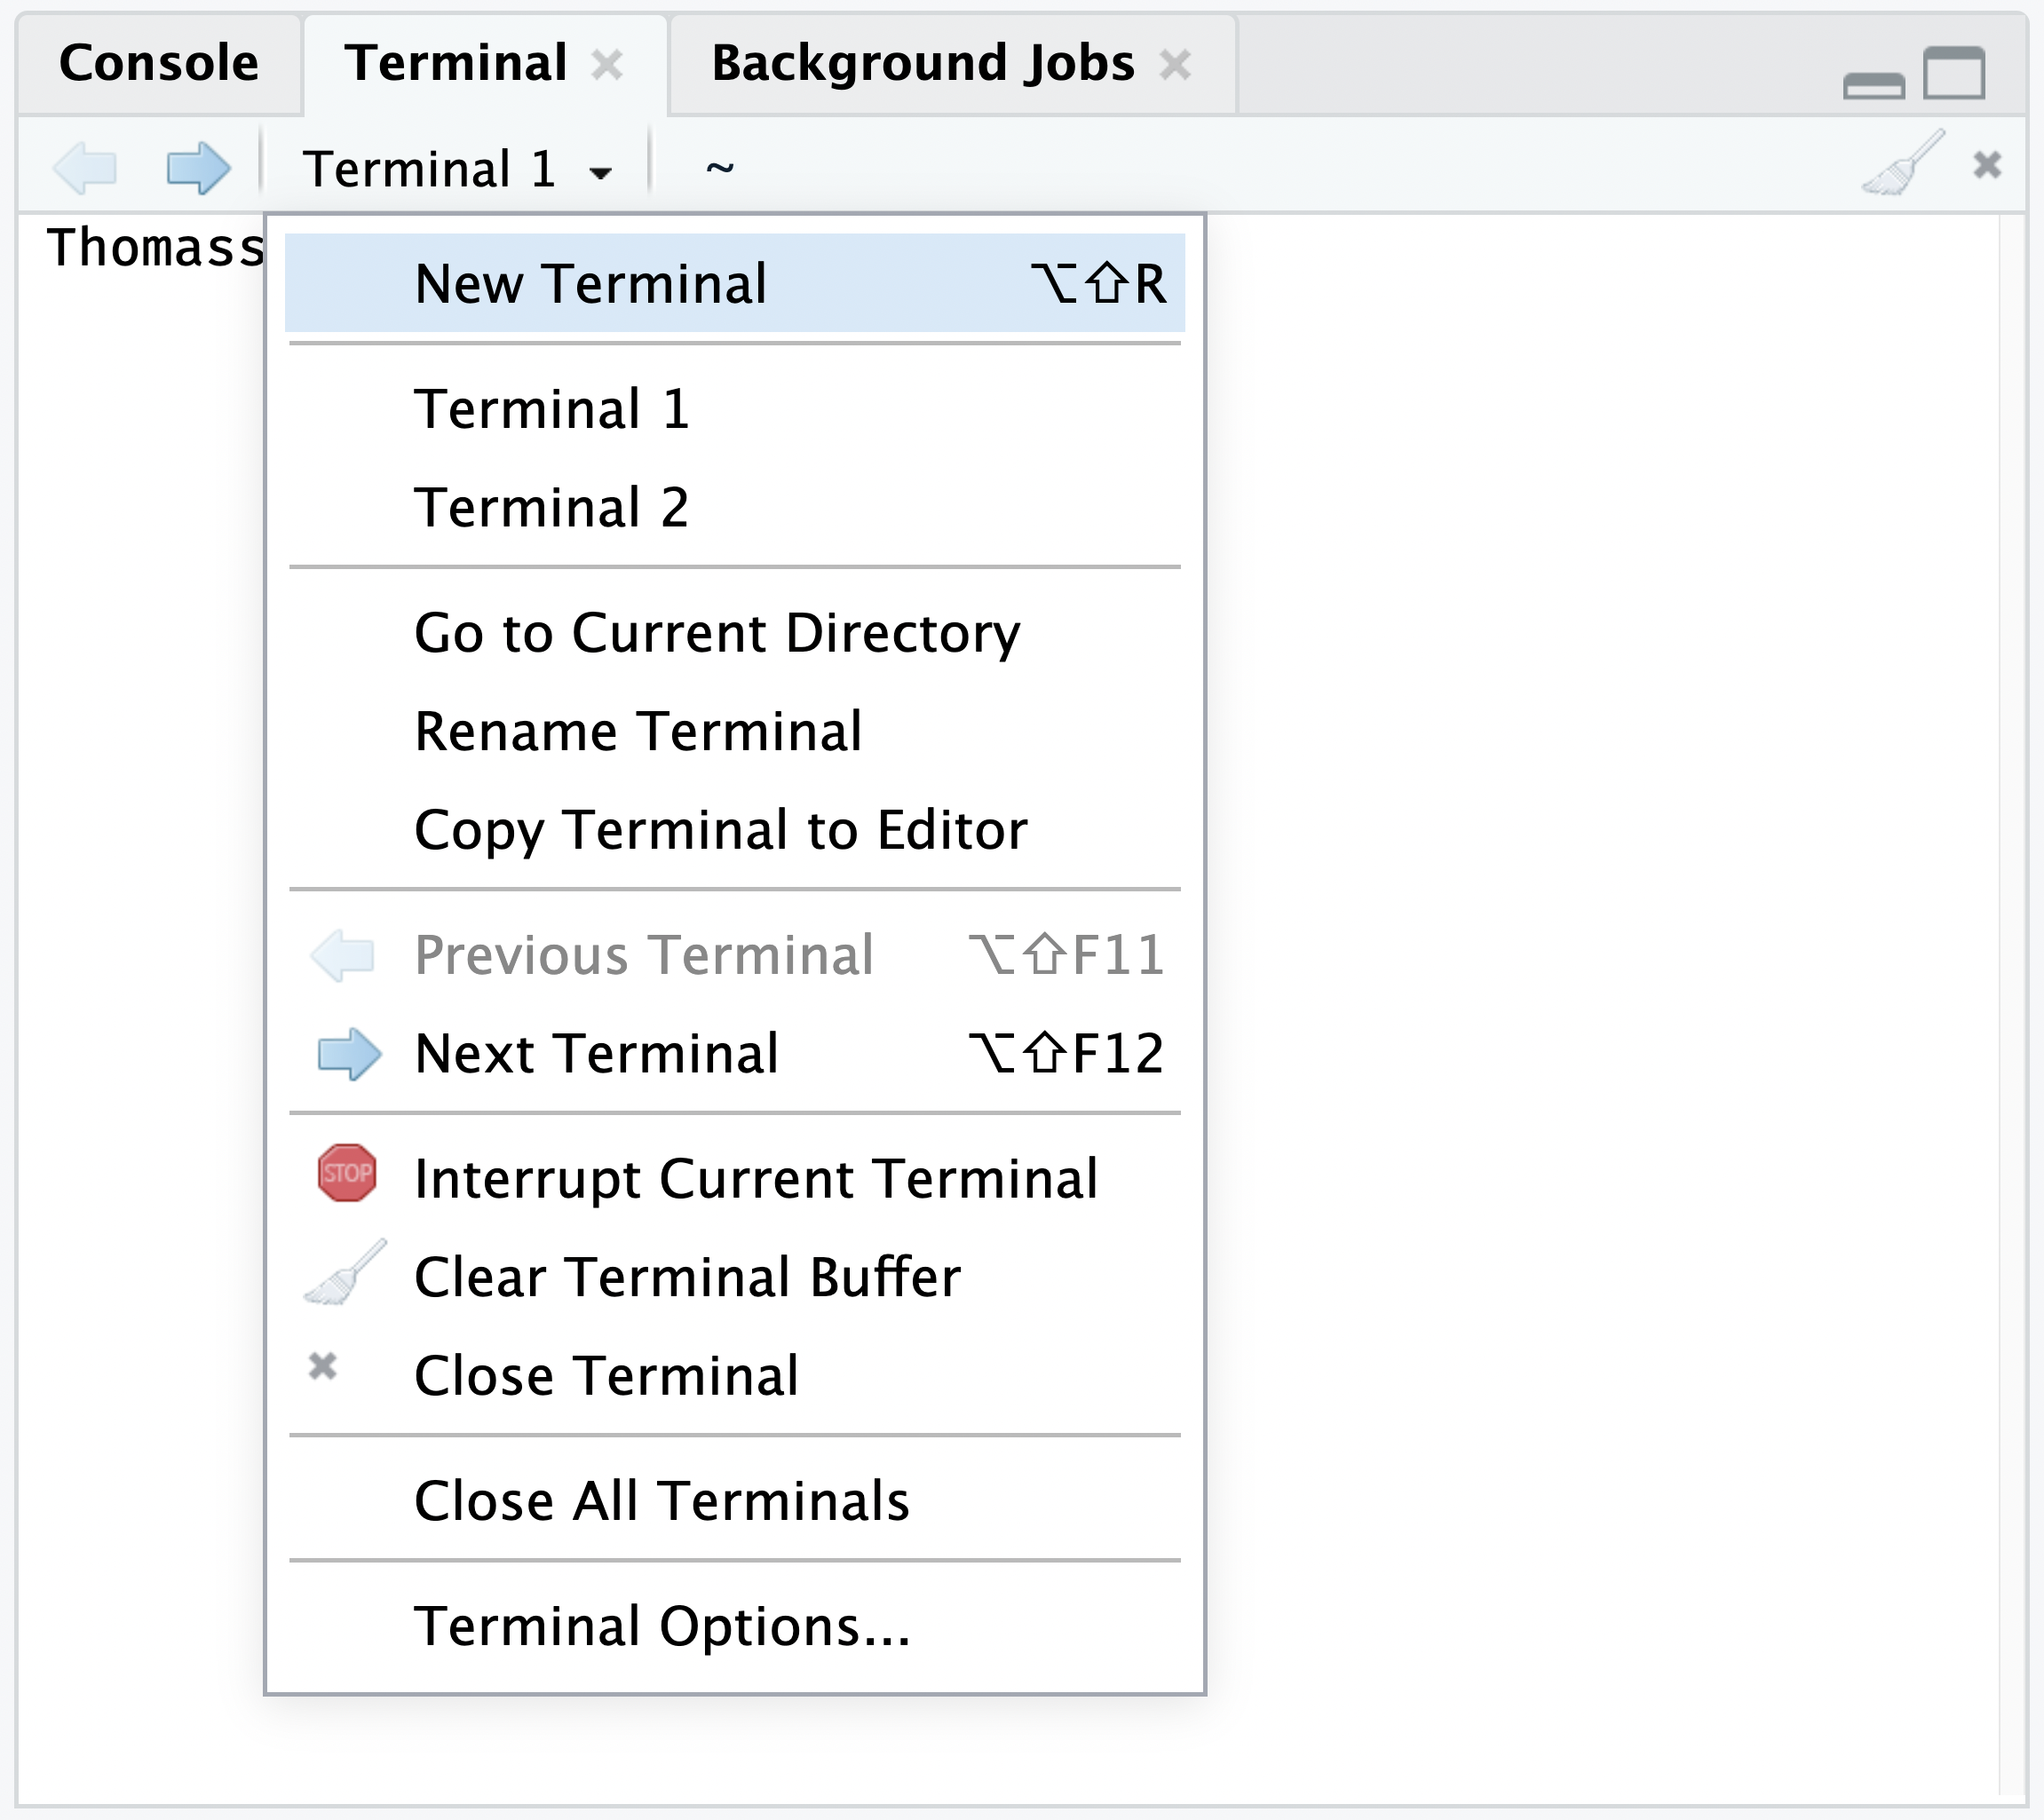 Console Terminal Background Jobs
Terminal 1 ~
Thomass
New Terminal ⌥⇧R
Terminal 1
Terminal 2
Go to Current Directory
Rename Terminal
Copy Terminal to Editor
Previous Terminal ⌥⇧F11
Next Terminal ⌥⇧F12
STOP Interrupt Current Terminal
Clear Terminal Buffer
Close Terminal
Close All Terminals
Terminal Options...